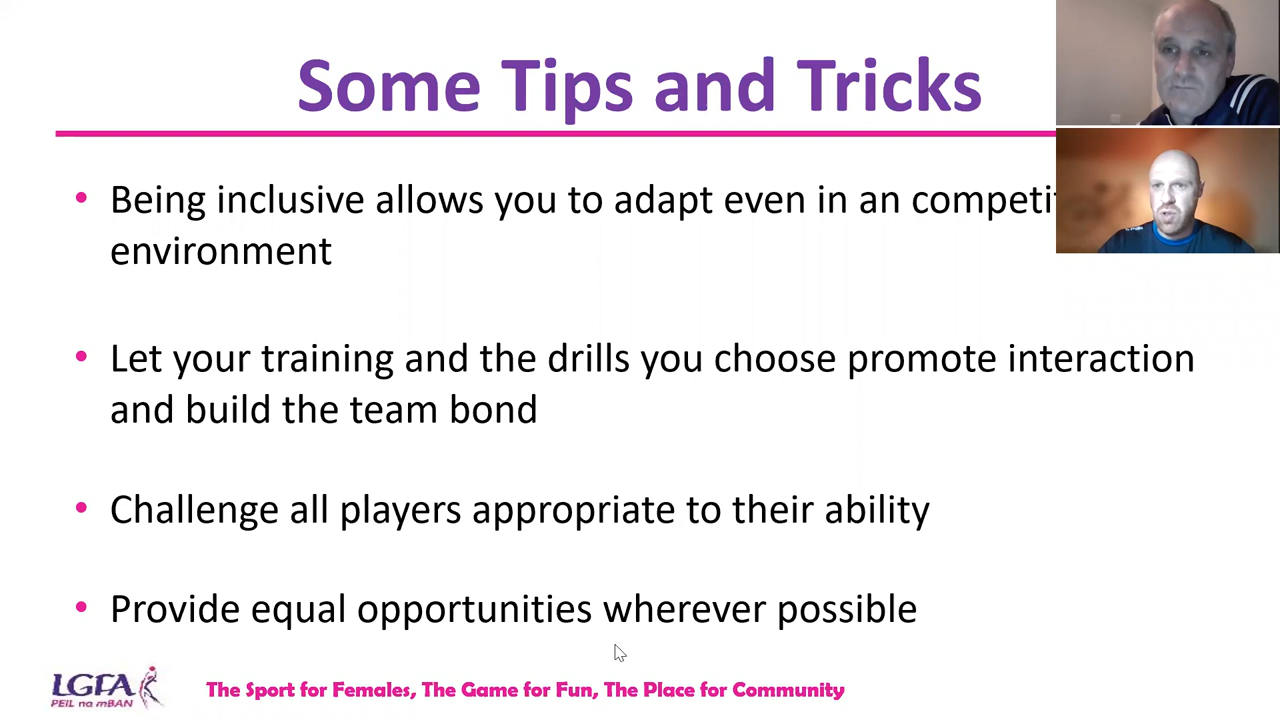 Some Tips and Tricks
• Being inclusive allows you to adapt even in an
environment
• Let your training and the drills you choose promote interaction
and build the team bond
• Challenge all players appropriate to their ability
• Provide equal opportunities wherever possible
LGFA
PEIL na mBAN
The Sport for Females, The Game for Fun, The Place for Community